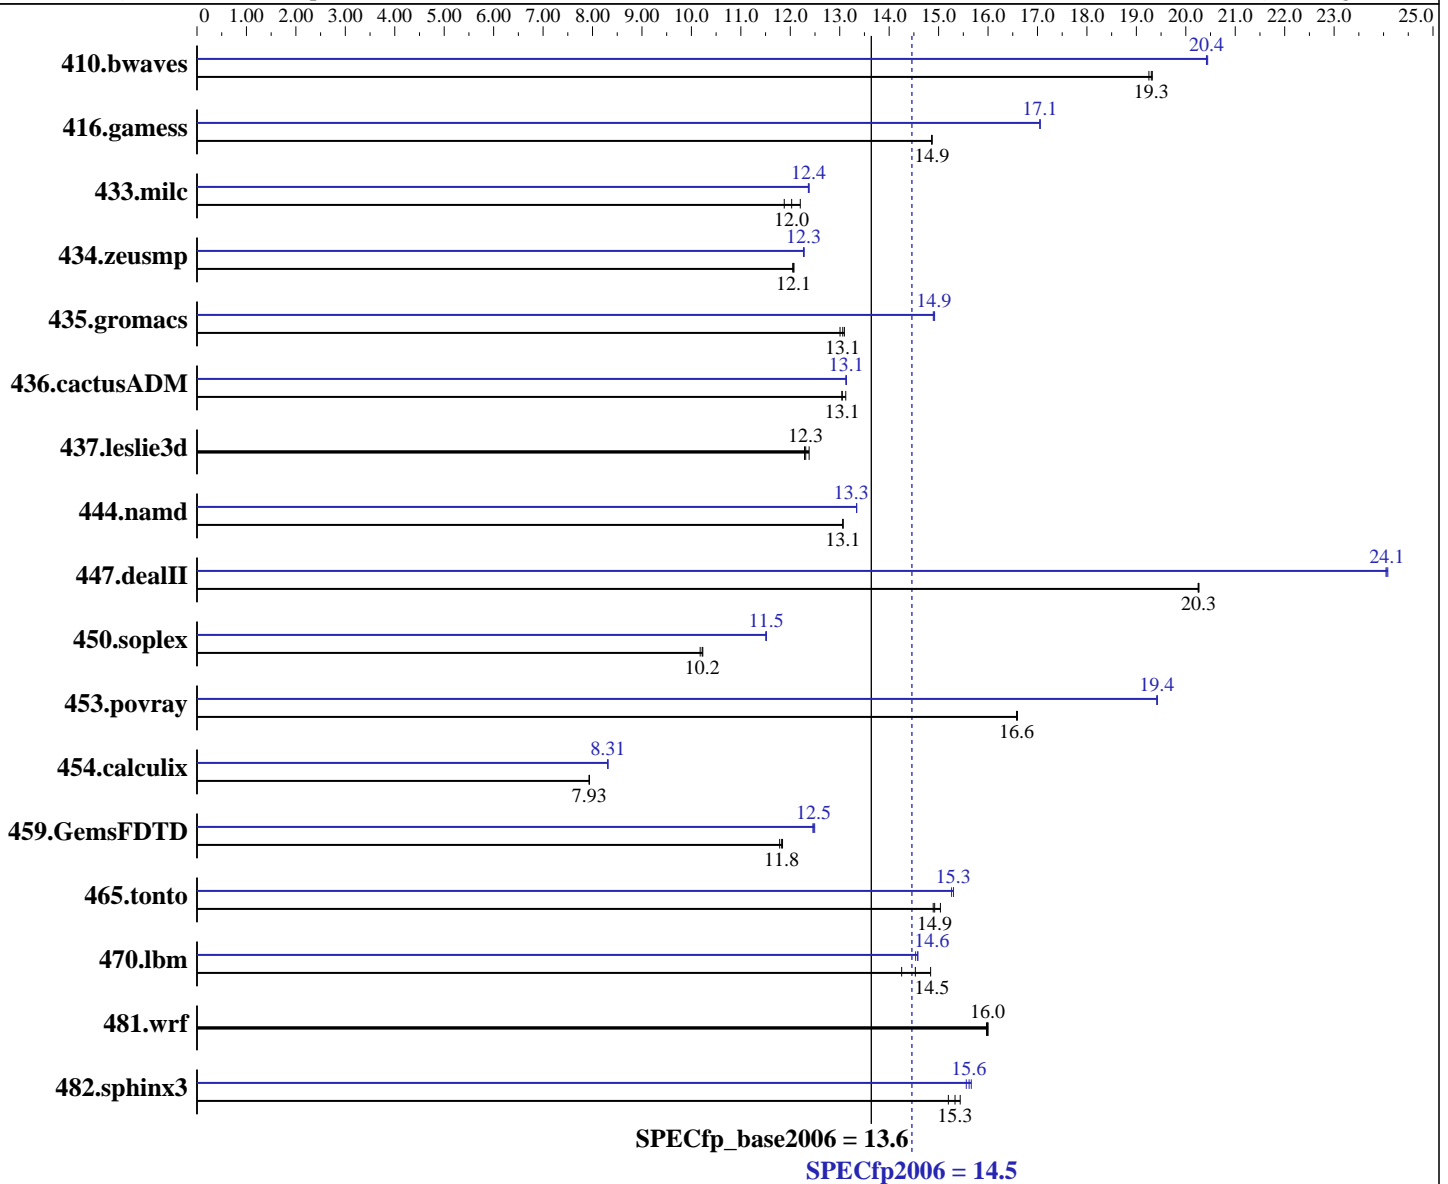 0 1.00 2.00 3.00 4.00 5.00 6.00 7.00 8.00 9.00 10.0 11.0 12.0 13.0 14.0 15.0 16.0 17.0 18.0 19.0 20.0 21.0 22.0 23.0 25.0
410.bwaves 20.4
19.3
416.gamess 17.1
14.9
433.milc 12.4
12.0
434.zeusmp 12.3
12.1
435.gromacs 14.9
13.1
436.cactusADM 13.1
13.1
437.leslie3d 12.3
444.namd 13.3
13.1
447.dealII 24.1
20.3
450.soplex 11.5
10.2
453.povray 19.4
16.6
454.calculix 8.31
7.93
459.GemsFDTD 12.5
11.8
465.tonto 15.3
14.9
470.lbm 14.6
14.5
481.wrf 16.0
482.sphinx3 15.6
15.3
SPECfp_base2006 = 13.6
SPECfp2006 = 14.5